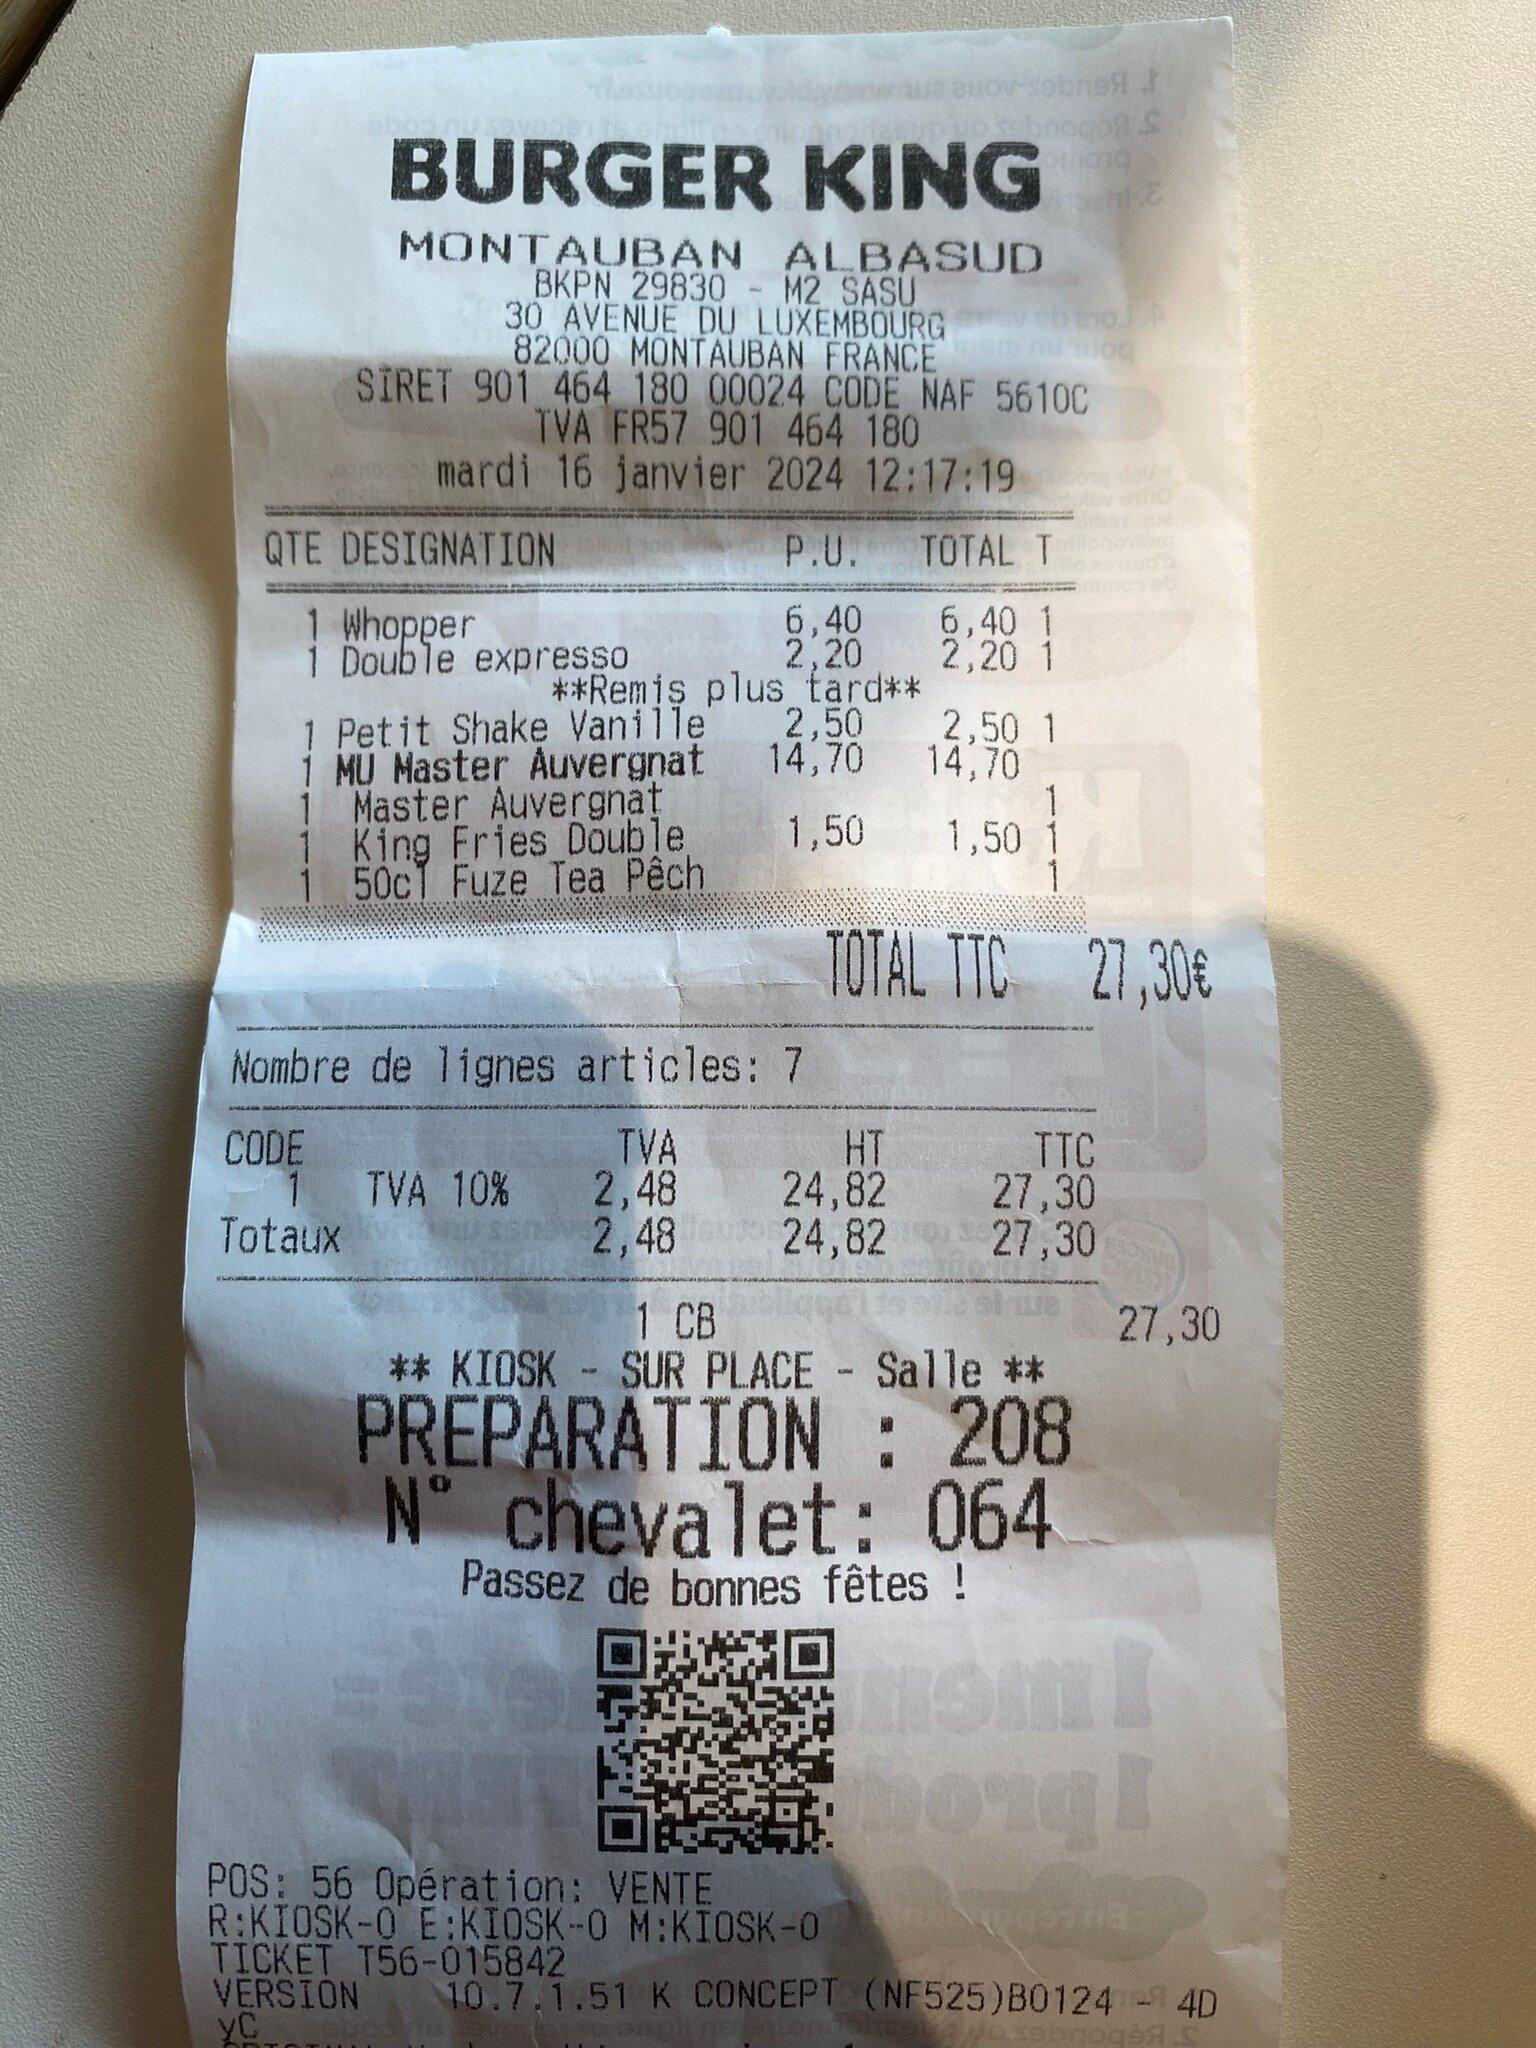 BURGER KING
MONTAUBAN ALBASUD
BKPN 29830 - M2 SASU
30 AVENUE DU LUXEMBOURG
82000 MONTAUBAN FRANCE
SIRET 901 464 180 00024 CODE NAF 5610C
TVA FR57 901 464 180
mardi 16 janvier 2024 12:17:19
QTE DESIGNATION P.U. TOTAL T
1 Whopper 6,40 6,40 1
1 Double expresso 2,20 2,20 1
**Remis plus tard**
1 Petit Shake Vanille 2,50 2,50 1
1 MU Master Auvergnat 14,70 14,70
1 Master Auvergnat 1
1 King Fries Double 1,50 1,50 1
1 50cl Fuze Tea Pêch 1
TOTAL TTC 27,30€
Nombre de lignes articles: 7
CODE TVA HT TTC
1 TVA 10% 2,48 24,82 27,30
Totaux 2,48 24,82 27,30
1 CB 27,30
** KIOSK - SUR PLACE - Salle **
PREPARATION : 208
N° chevalet: 064
Passez de bonnes fêtes !
POS: 56 Opération: VENTE
R:KIOSK-O E:KIOSK-O M:KIOSK-O
TICKET T56-015842
VERSION 10.7.1.51 K CONCEPT (NF525)B0124 - 4D
yC